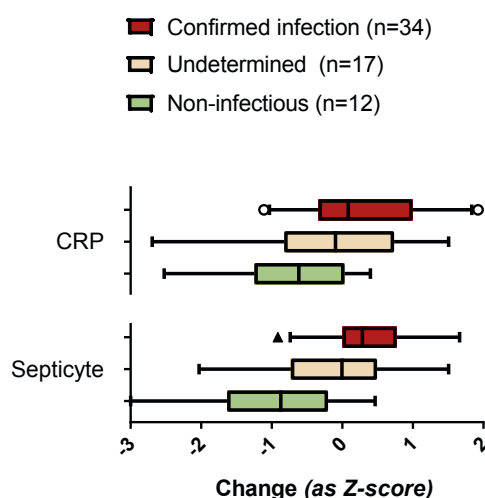 Confirmed infection (n=34)
Undetermined (n=17)
Non-infectious (n=12)
CRP
Septicyte
-3 -2 -1 0 1 2
Change (as Z-score)